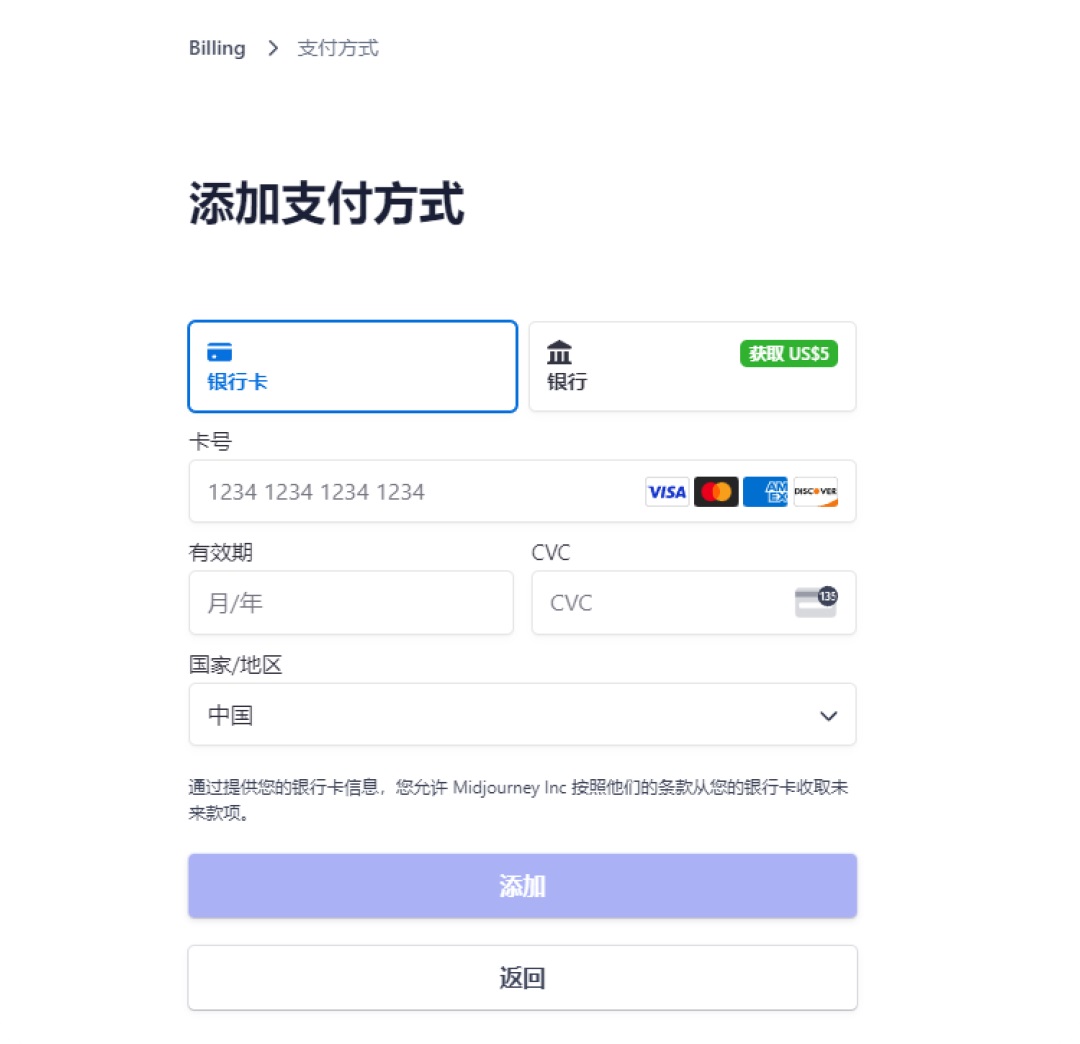 Billing > 支付方式
添加支付方式
银行卡
获取 US$5
银行
卡号
1234 1234 1234 1234 VISA AMEX DISCOVER
有效期 CVC
月/年 CVC 135
国家/地区
中国
通过提供您的银行卡信息，您允许 Midjourney Inc 按照他们的条款从您的银行卡收取未
来款项。
添加
返回